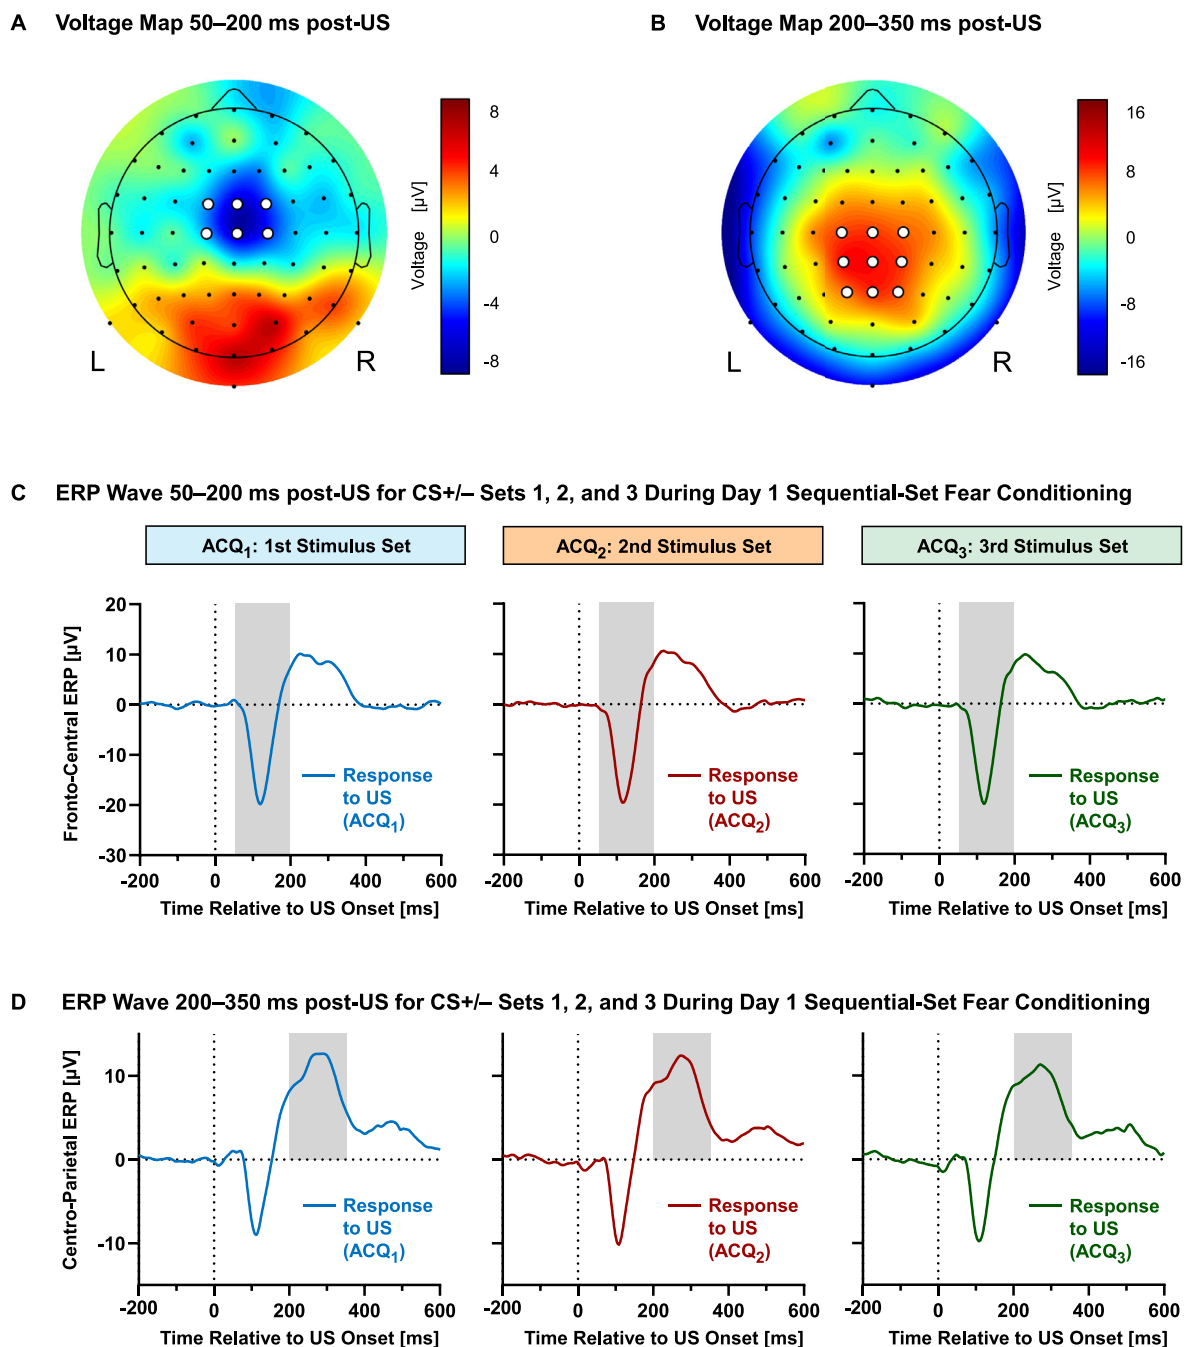 A Voltage Map 50–200 ms post-US
B Voltage Map 200–350 ms post-US
8
4
0
-4
-8
Voltage [µV]
L
R
16
8
0
-8
-16
Voltage [µV]
L
R
C ERP Wave 50–200 ms post-US for CS+/– Sets 1, 2, and 3 During Day 1 Sequential-Set Fear Conditioning
ACQ1: 1st Stimulus Set
ACQ2: 2nd Stimulus Set
ACQ3: 3rd Stimulus Set
Fronto-Central ERP [µV]
20
10
0
-10
-20
-30
Response
to US
(ACQ1)
Response
to US
(ACQ2)
Response
to US
(ACQ3)
-200 0 200 400 600
-200 0 200 400 600
-200 0 200 400 600
Time Relative to US Onset [ms]
Time Relative to US Onset [ms]
Time Relative to US Onset [ms]
D ERP Wave 200–350 ms post-US for CS+/– Sets 1, 2, and 3 During Day 1 Sequential-Set Fear Conditioning
Centro-Parietal ERP [µV]
10
0
-10
Response
to US
(ACQ1)
Response
to US
(ACQ2)
Response
to US
(ACQ3)
-200 0 200 400 600
-200 0 200 400 600
-200 0 200 400 600
Time Relative to US Onset [ms]
Time Relative to US Onset [ms]
Time Relative to US Onset [ms]